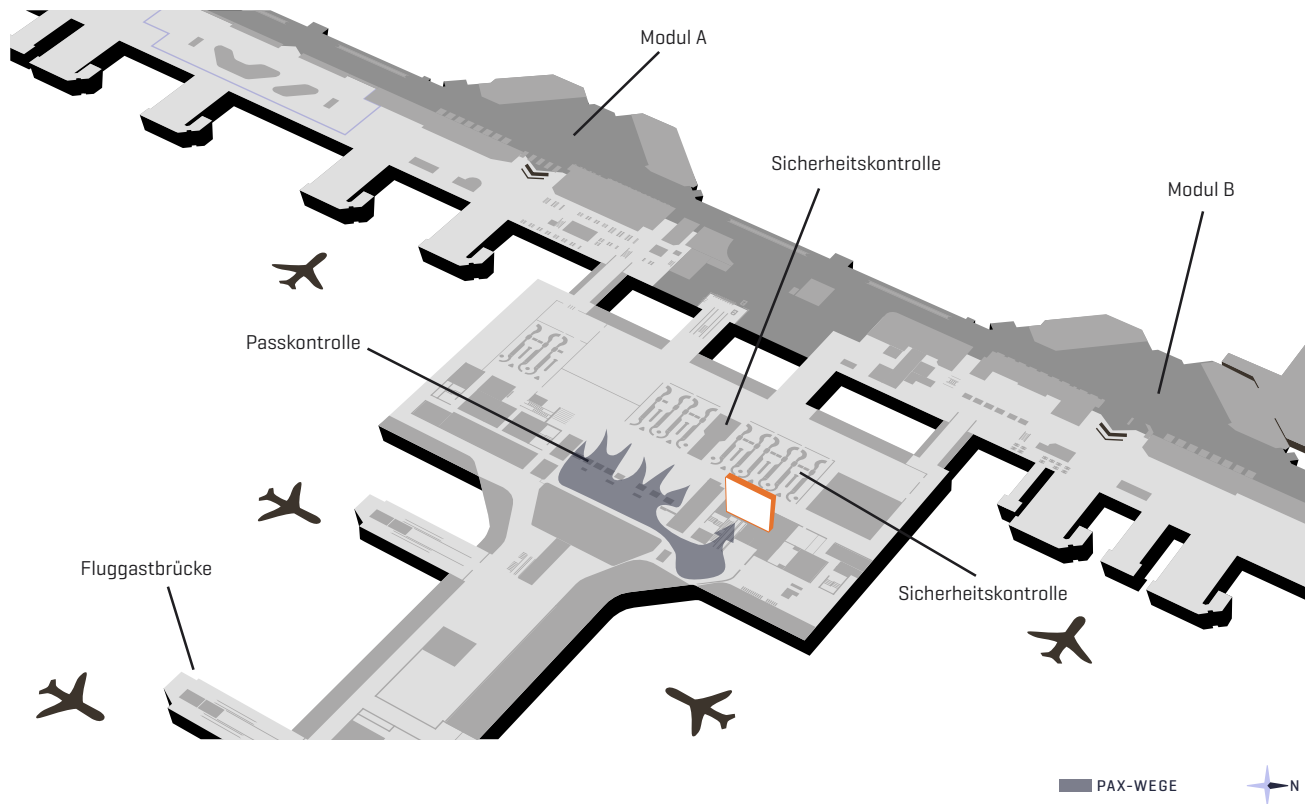 Modul A
Sicherheitskontrolle
Modul B
Passkontrolle
Fluggastbrücke
Sicherheitskontrolle
PAX-WEGE
N